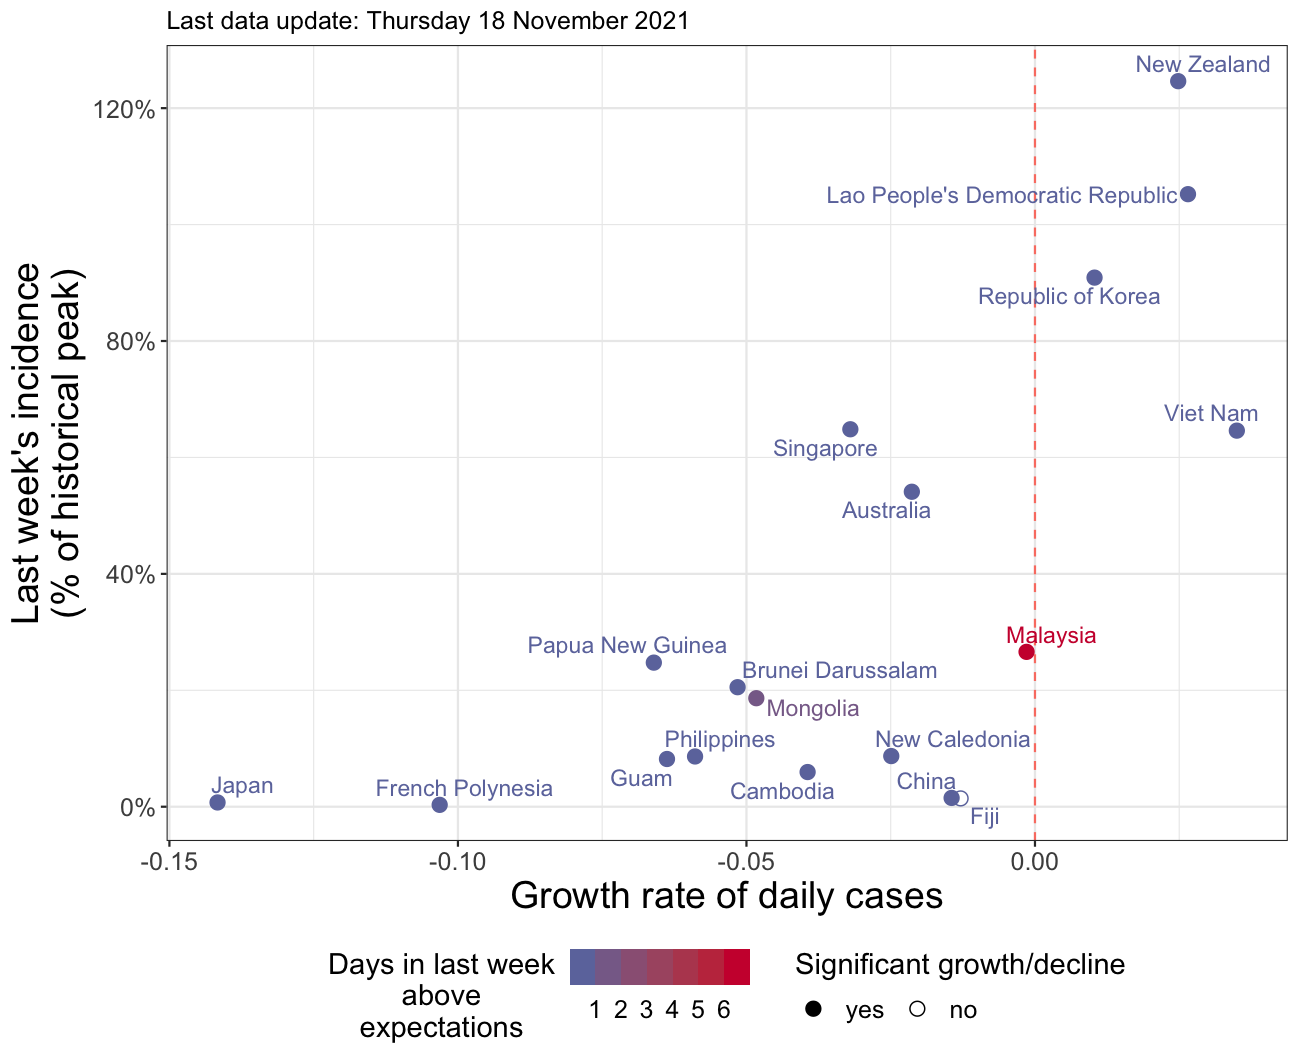 Last data update: Thursday 18 November 2021
New Zealand
120%
Lao People's Democratic Republic
Republic of Korea
80%
Viet Nam
Singapore
Australia
Last week's incidence
(% of historical peak)
40%
Malaysia
Papua New Guinea
Brunei Darussalam
Mongolia
Philippines
New Caledonia
Guam
Cambodia
China
Japan
French Polynesia
Fiji
0%
-0.15 -0.10 -0.05 0.00
Growth rate of daily cases
Days in last week
above
expectations
1 2 3 4 5 6
Significant growth/decline
yes no